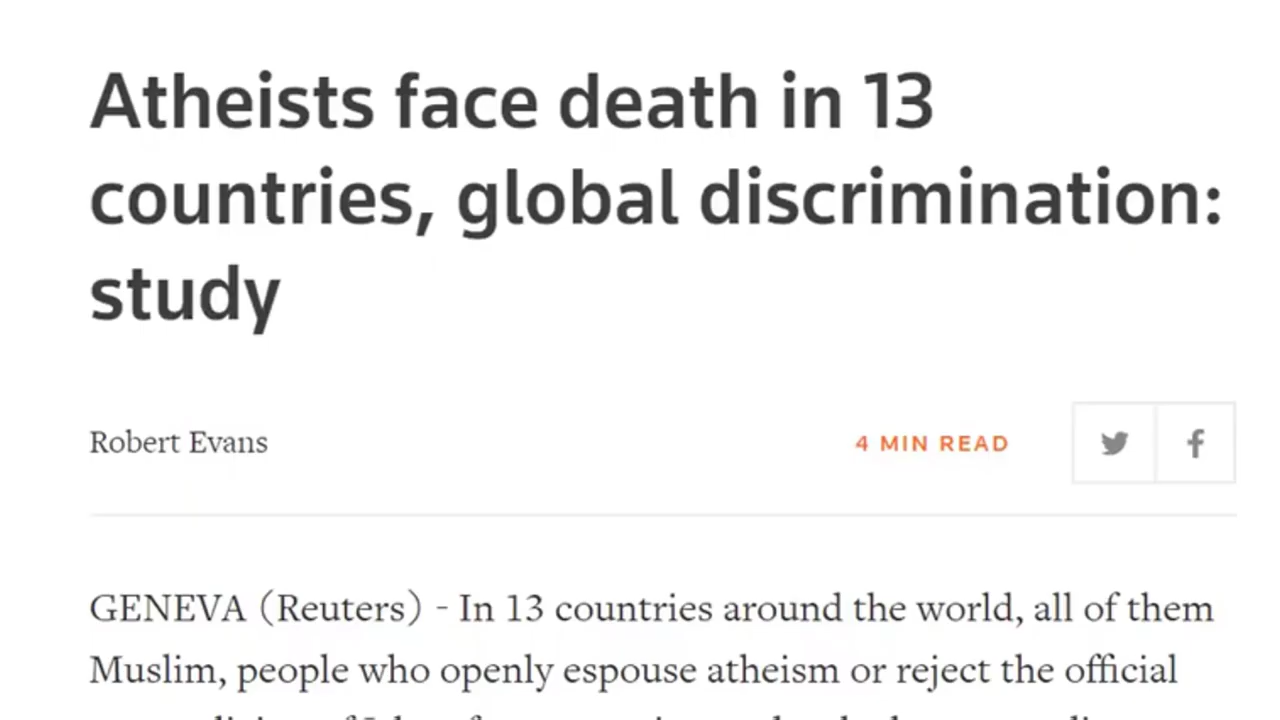 Atheists face death in 13
countries, global discrimination:
study
Robert Evans
4 MIN READ
GENEVA (Reuters) - In 13 countries around the world, all of them
Muslim, people who openly espouse atheism or reject the official